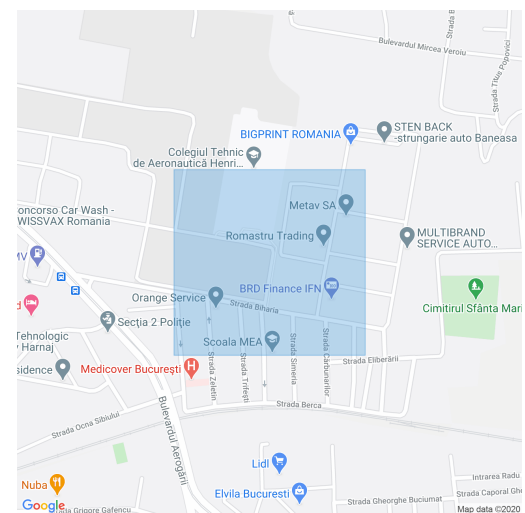 Bulevardul Mircea Veroiu
Strada B
Strada Titus Popovici
BIGPRINT ROMANIA
STEN BACK
-strungarie auto Baneasa
Colegiul Tehnic
de Aeronautică Henri...
Metav SA
oncorso Car Wash -
WISSVAX Romania
Romastru Trading
MULTIBRAND
SERVICE AUTO...
MV
BRD Finance IFN
Orange Service
Strada Biharia
Cimitirul Sfânta Mari
d
Secția 2 Poliție
Tehnologic
Harnaj
Scoala MEA
Strada Eliberării
sidence
Medicover București
Strada Zeletin
Strada Trifești
Strada Simeria
Strada Cărbunarilor
Strada Berca
Strada Ocna Sibiului
Bulevardul Aerogării
Lidl
Intrarea Radu
Nuba
Elvila Bucuresti
Strada Caporal Ghe
Strada Gheorghe Buciumat
Google
da Grigore Gafencu
Map data ©2020